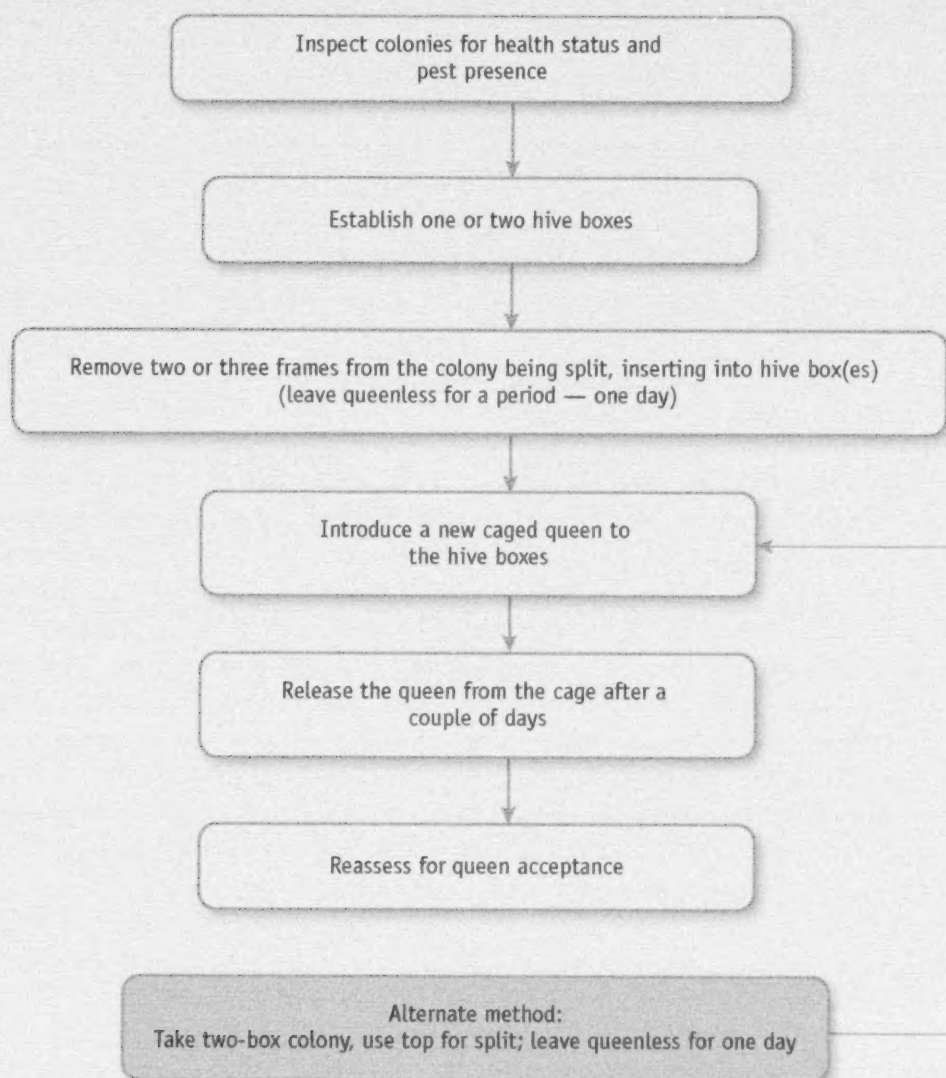 Inspect colonies for health status and
pest presence
Establish one or two hive boxes
Remove two or three frames from the colony being split, inserting into hive box(es)
(leave queenless for a period — one day)
Introduce a new caged queen to
the hive boxes
Release the queen from the cage after a
couple of days
Reassess for queen acceptance
Alternate method:
Take two-box colony, use top for split; leave queenless for one day